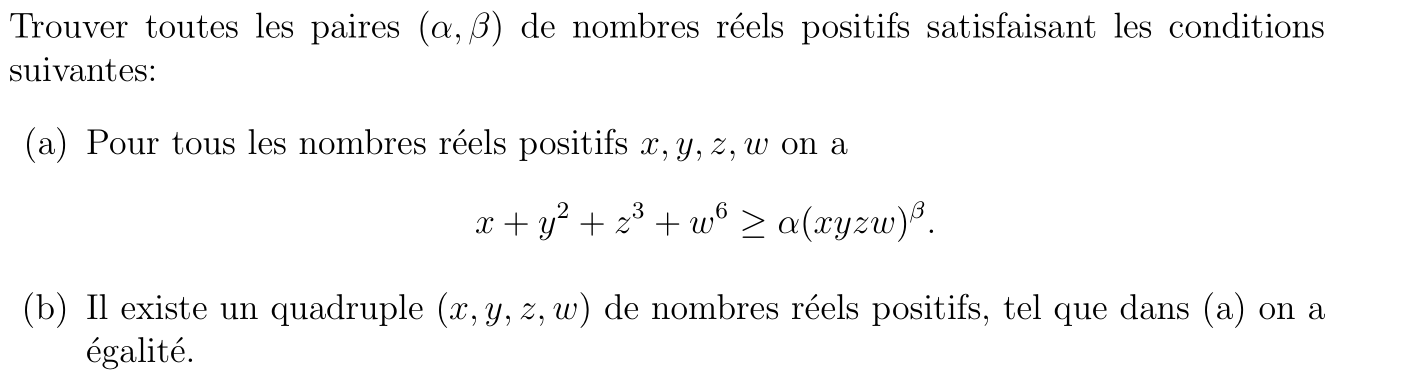 Trouver toutes les paires (α, β) de nombres réels positifs satisfaisant les conditions
suivantes:
(a) Pour tous les nombres réels positifs x, y, z, w on a
x + y² + z³ + w⁶ ≥ α(xyzw)^β.
(b) Il existe un quadruple (x, y, z, w) de nombres réels positifs, tel que dans (a) on a
égalité.